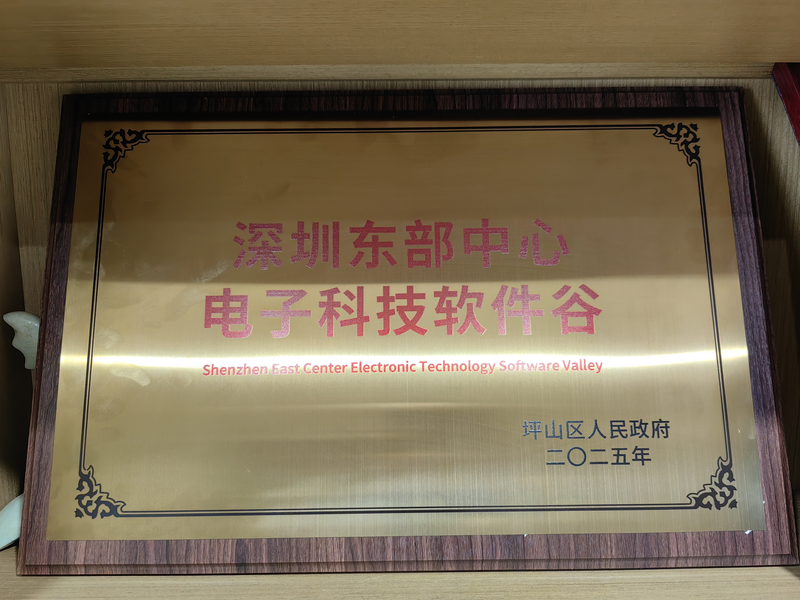 深圳东部中心
电子科技软件谷
Shenzhen East Center Electronic Technology Software Valley
坪山区人民政府
二〇二五年